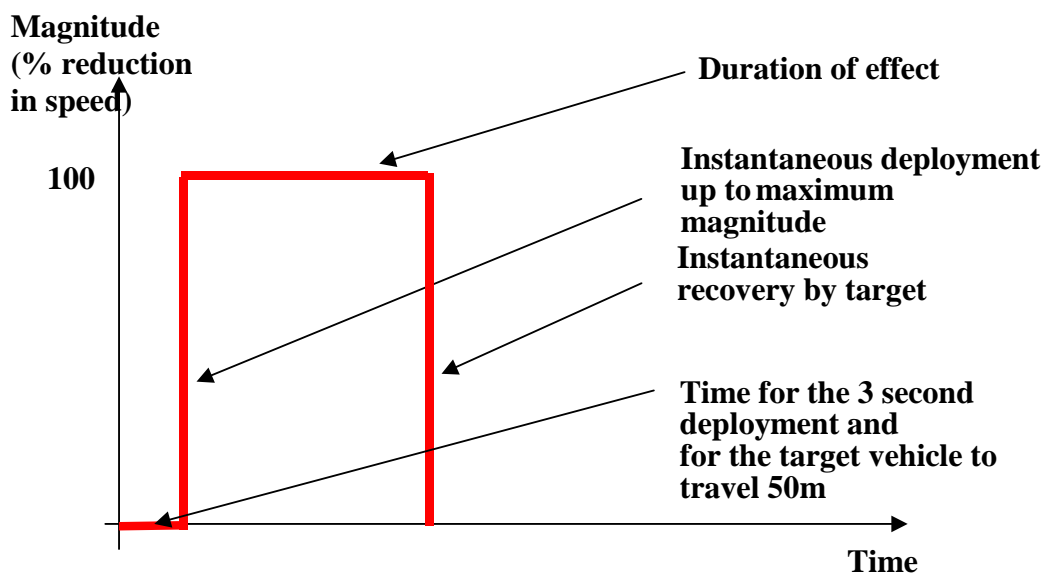 Magnitude
(% reduction
in speed)
100
Duration of effect
Instantaneous deployment
up to maximum
magnitude
Instantaneous
recovery by target
Time for the 3 second
deployment and
for the target vehicle to
travel 50m
Time